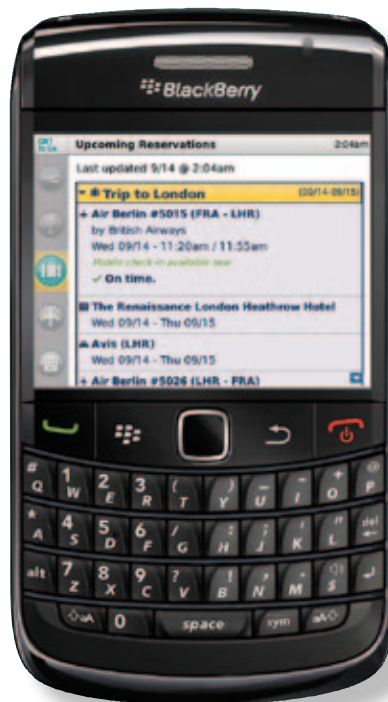 BlackBerry
Upcoming Reservations 2:04am
Last updated 9/14 @ 2:04am
Trip to London (09/14-09/15)
Air Berlin #5015 (FRA - LHR)
by British Airways
Wed 09/14 - 11:20am / 11:55am
Mobile check-in available now
✓ On time.
The Renaissance London Heathrow Hotel
Wed 09/14 - Thu 09/15
Avis (LHR)
Wed 09/14 - Thu 09/15
Air Berlin #5026 (LHR - FRA)
# 1 2 3 ( ) _ - + @
Q W E R T Y U I O P
* 4 5 6 / : ; ' " del
A S D F G H J K L
alt 7 8 9 ? ! , . $
Z X C V B N M
aA 0 space sym aA